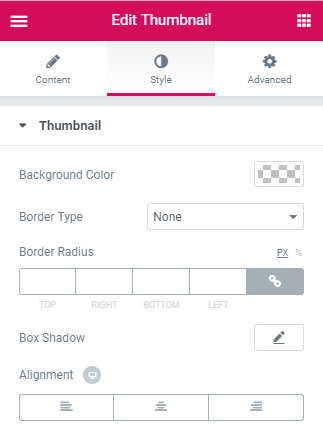 Edit Thumbnail
Content Style Advanced
Thumbnail
Background Color
Border Type None
Border Radius PX %
TOP RIGHT BOTTOM LEFT
Box Shadow
Alignment